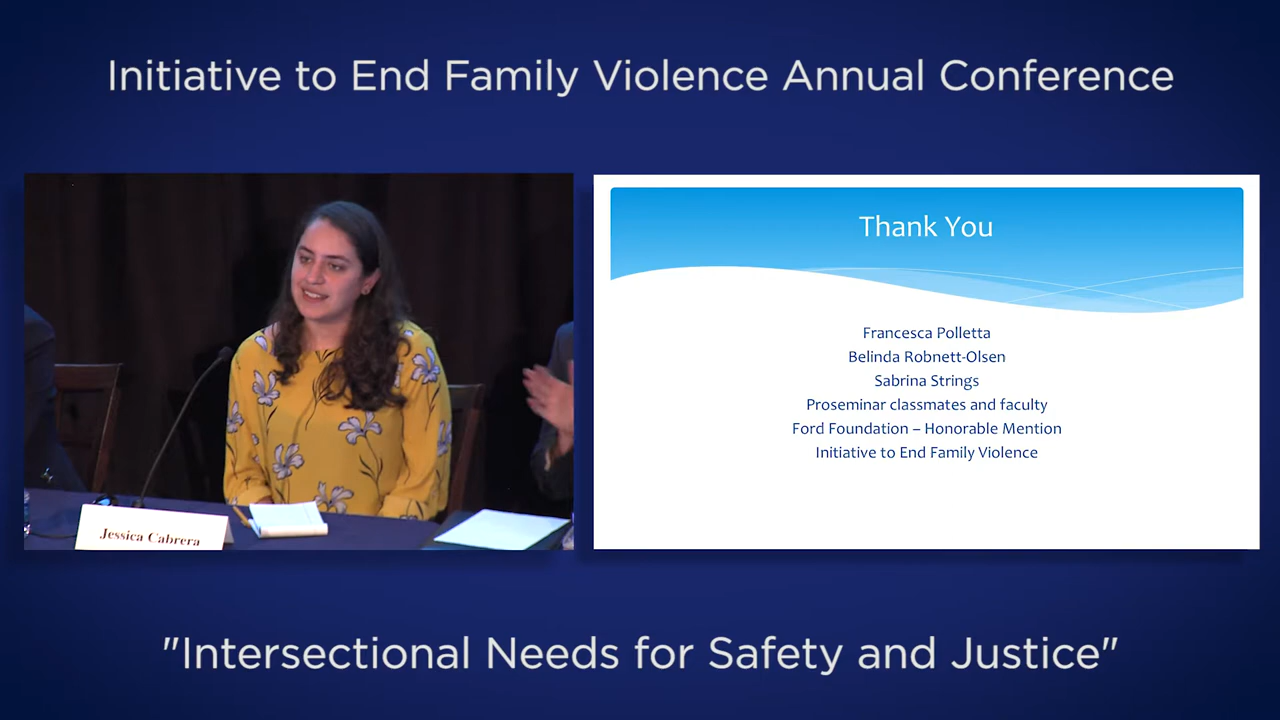 Initiative to End Family Violence Annual Conference
Jessica Cabrera
Thank You
Francesca Polletta
Belinda Robnett-Olsen
Sabrina Strings
Proseminar classmates and faculty
Ford Foundation – Honorable Mention
Initiative to End Family Violence
"Intersectional Needs for Safety and Justice"